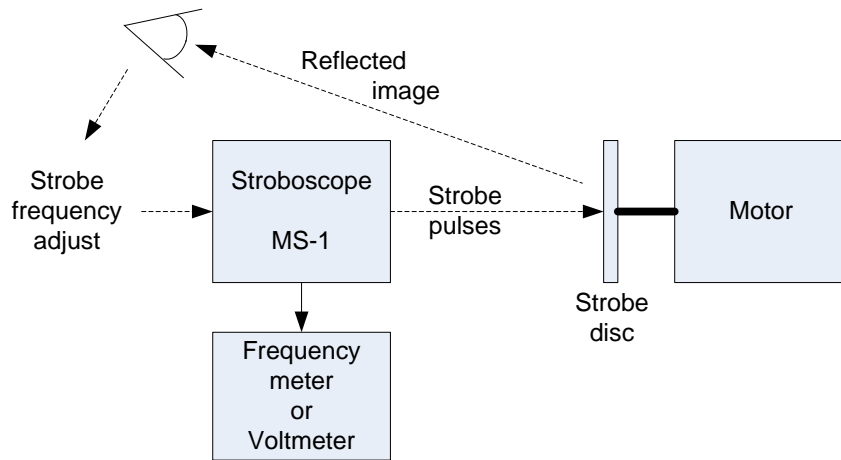 Reflected
image
Strobe
frequency
adjust
Stroboscope
MS-1
Strobe
pulses
Motor
Strobe
disc
Frequency
meter
or
Voltmeter